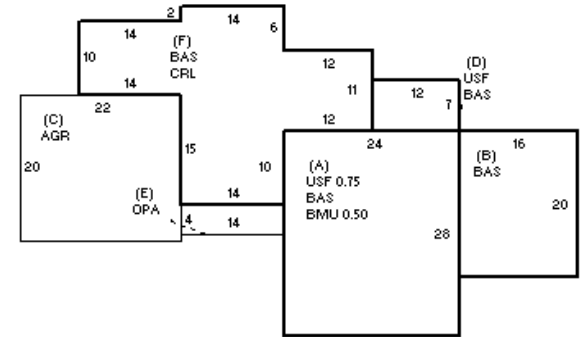 2
14
14
6
(F)
BAS
CRL
10
12
(D)
USF
BAS
14
11
12
7
22
(C)
AGR
12
24
16
15
(A)
USF 0.75
BAS
BMU 0.50
(B)
BAS
20
10
(E)
OPA
14
20
4
14
28